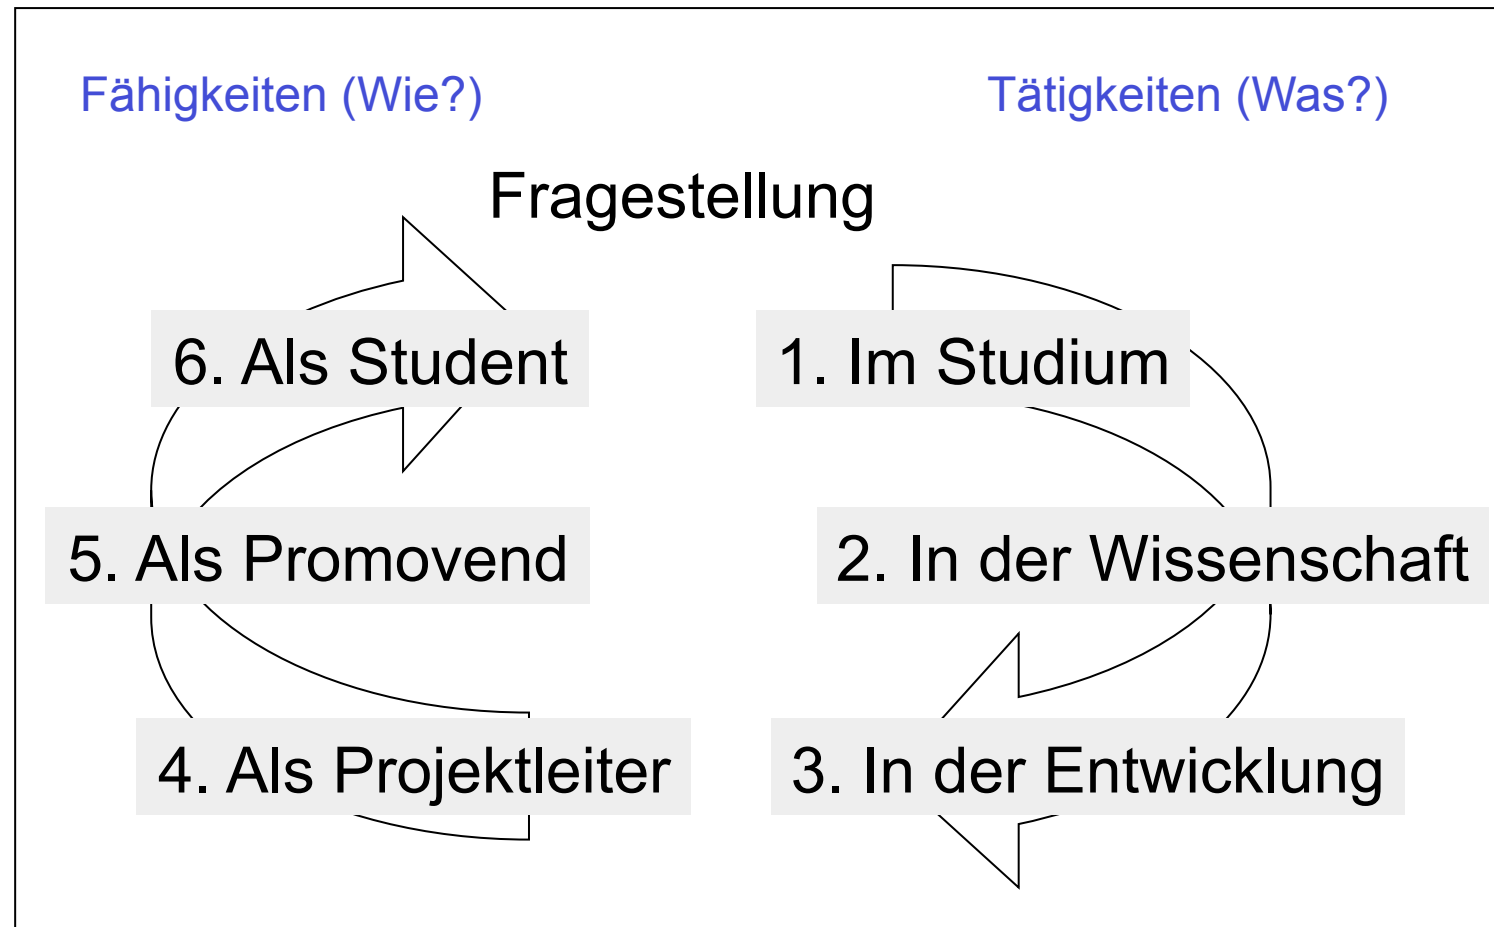 Fähigkeiten (Wie?)
Tätigkeiten (Was?)
Fragestellung
6. Als Student
1. Im Studium
5. Als Promovend
2. In der Wissenschaft
4. Als Projektleiter
3. In der Entwicklung